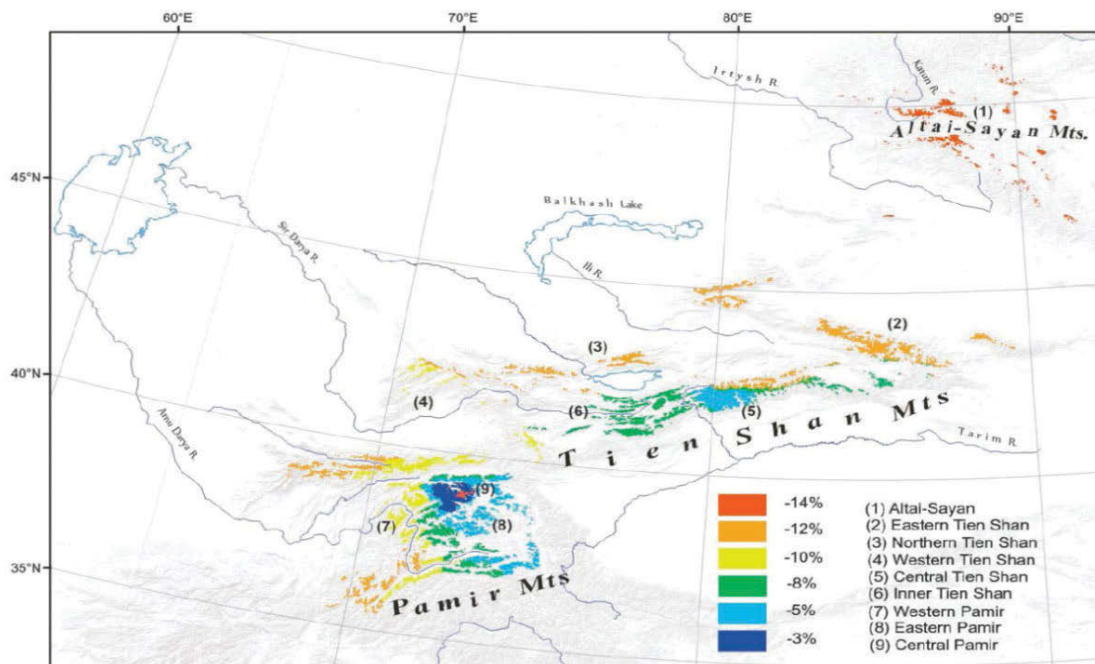 60°E
70°E
80°E
90°E
Irtysh R.
Katun R.
(1)
Altai-Sayan Mts.
45°N
Balkhash Lake
Sir Darya R.
Ili R.
(2)
(3)
40°N
(4)
(6)
(5)
Tien Shan Mts
Amu Darya R.
Tarim R.
(9)
(7)
(8)
35°N
Pamir Mts
-14%
-12%
-10%
-8%
-5%
-3%
(1) Altai-Sayan
(2) Eastern Tien Shan
(3) Northern Tien Shan
(4) Western Tien Shan
(5) Central Tien Shan
(6) Inner Tien Shan
(7) Western Pamir
(8) Eastern Pamir
(9) Central Pamir